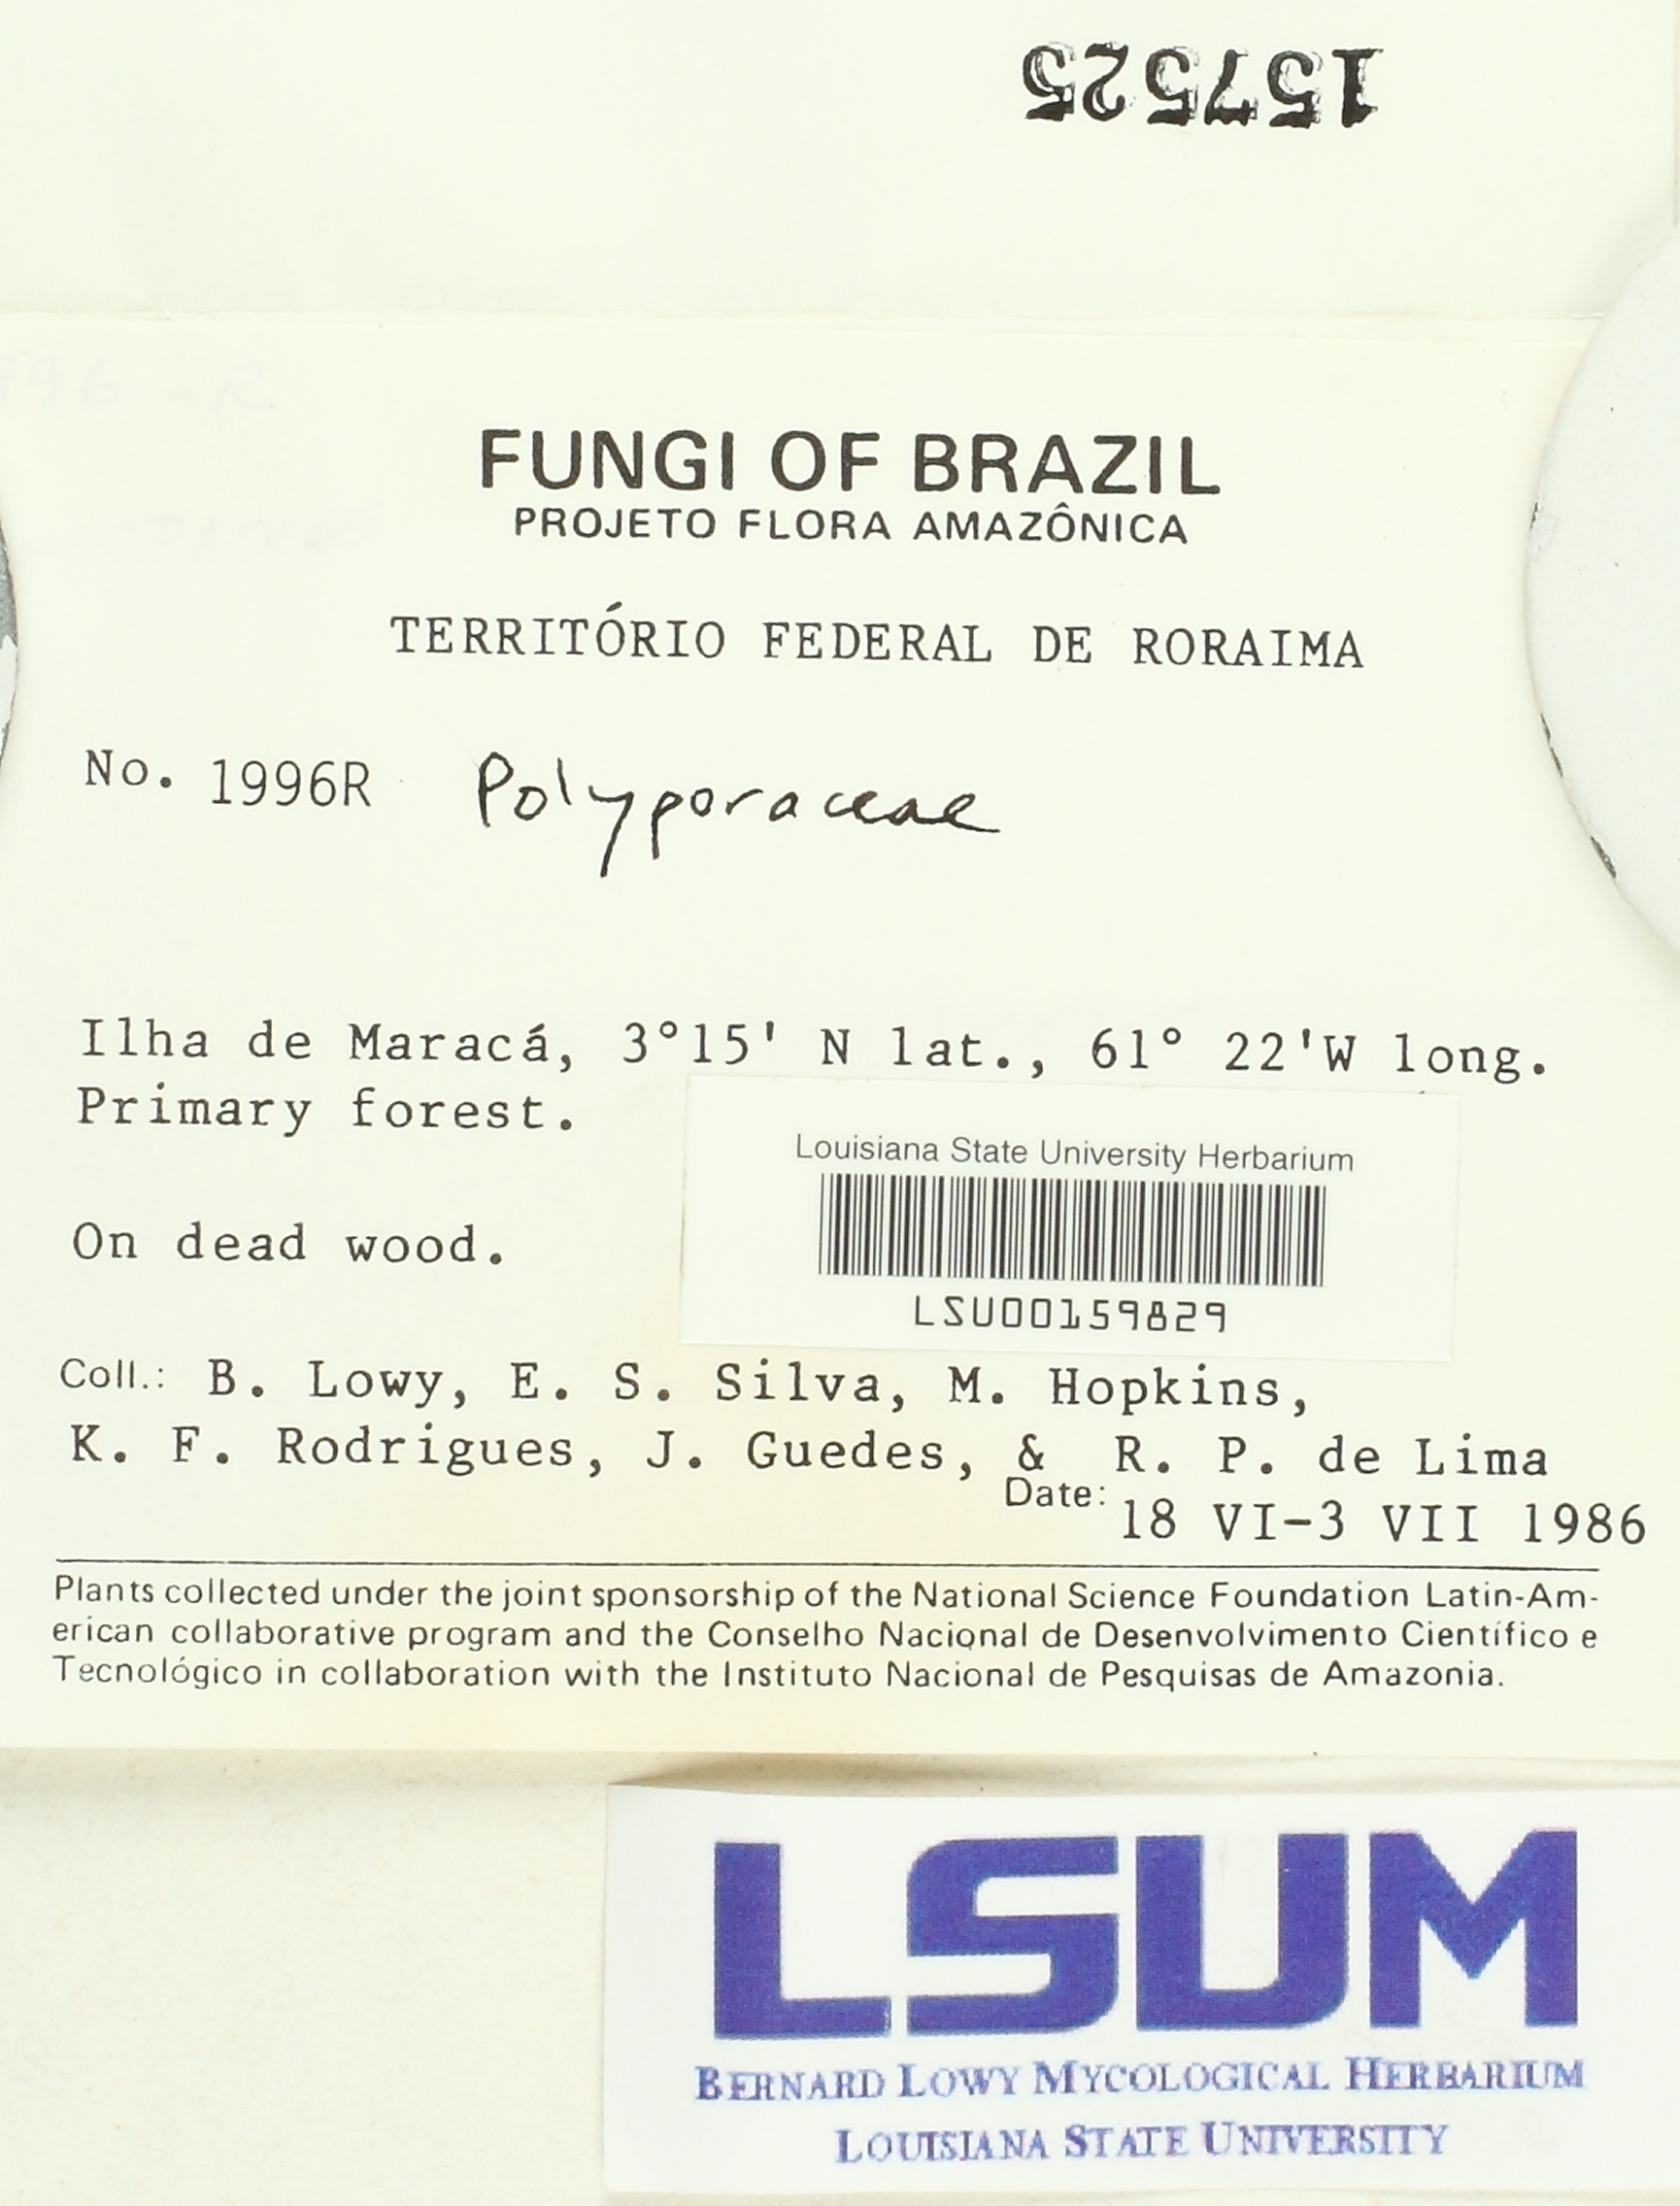 157525
FUNGI OF BRAZIL
PROJETO FLORA AMAZÔNICA
TERRITÓRIO FEDERAL DE RORAIMA
No. 1996R Polyporaceae
Ilha de Maracá, 3°15' N lat., 61° 22'W long.
Primary forest.
Louisiana State University Herbarium
On dead wood.
LSU00159829
Coll.: B. Lowy, E. S. Silva, M. Hopkins,
K. F. Rodrigues, J. Guedes, & R. P. de Lima
Date: 18 VI-3 VII 1986
Plants collected under the joint sponsorship of the National Science Foundation Latin-Am-
erican collaborative program and the Conselho Nacional de Desenvolvimento Científico e
Tecnológico in collaboration with the Instituto Nacional de Pesquisas de Amazonia.
LSUM
BERNARD LOWY MYCOLOGICAL HERBARIUM
LOUISIANA STATE UNIVERSITY